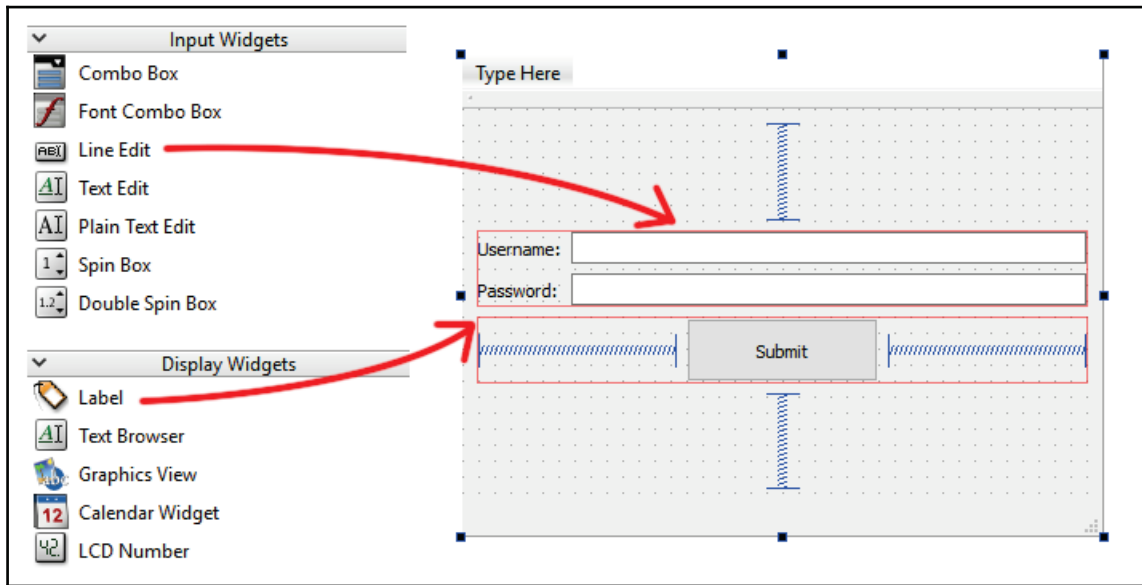 Input Widgets
Combo Box
Font Combo Box
Line Edit
Text Edit
Plain Text Edit
Spin Box
Double Spin Box
Display Widgets
Label
Text Browser
Graphics View
Calendar Widget
LCD Number
Type Here
Username:
Password:
Submit